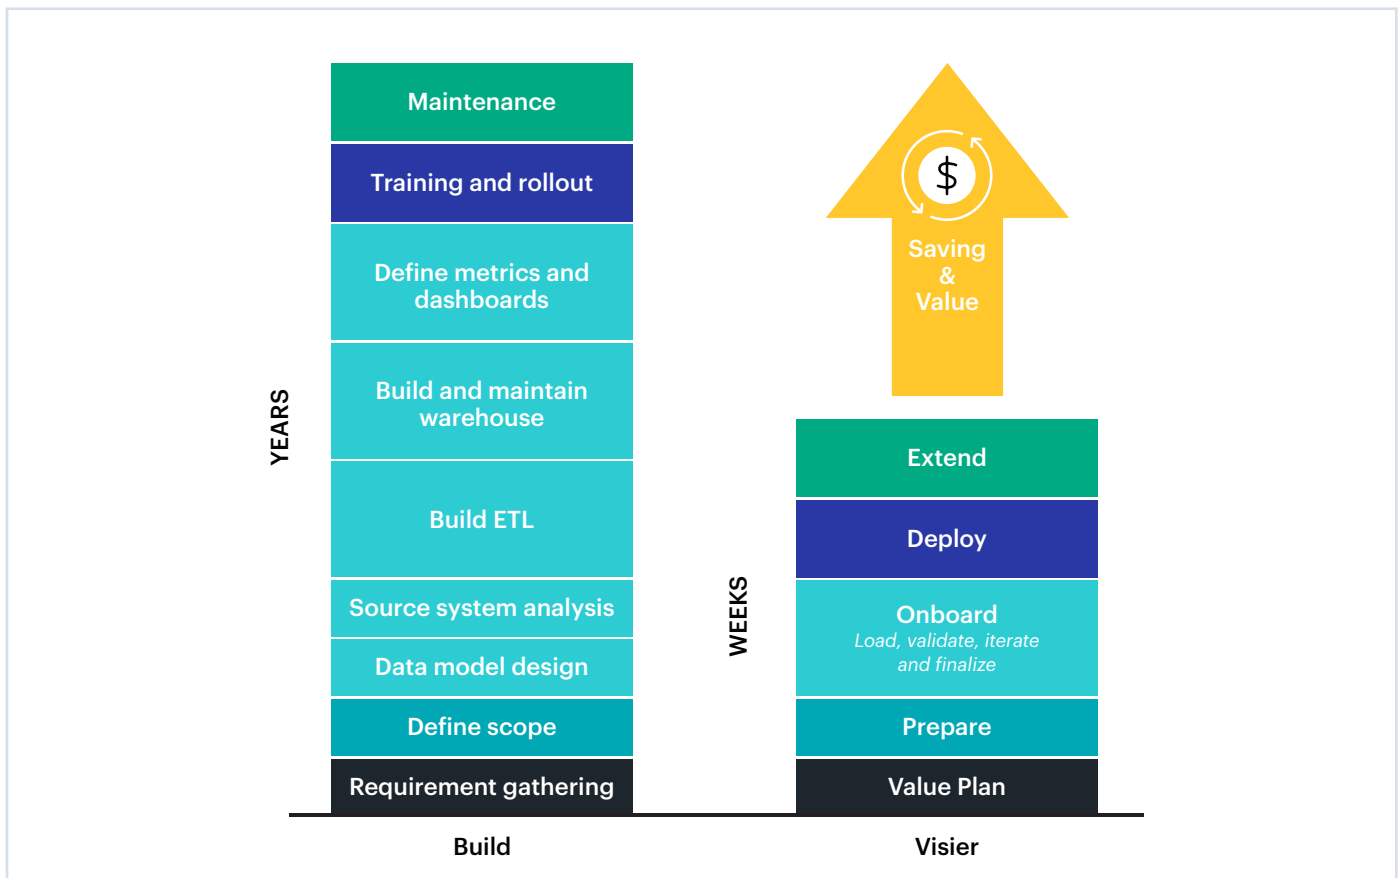 Maintenance
Training and rollout
Define metrics and
dashboards
Build and maintain
warehouse
Build ETL
Source system analysis
Data model design
Define scope
Requirement gathering
YEARS
Build
$
Saving
&
Value
Extend
Deploy
Onboard
Load, validate, iterate
and finalize
Prepare
Value Plan
WEEKS
Visier